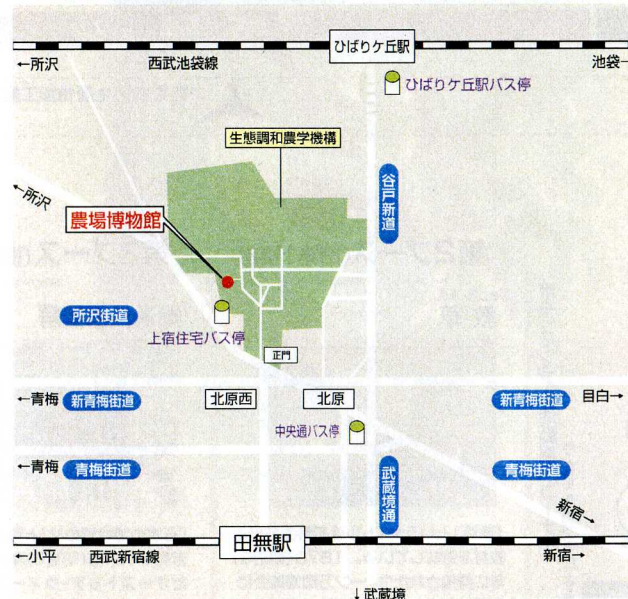 ひばりケ丘駅
←所沢
西武池袋線
池袋→
ひばりケ丘駅バス停
生態調和農学機構
谷戸新道
←所沢
農場博物館
所沢街道
上宿住宅バス停
正門
←青梅
新青梅街道
北原西
北原
新青梅街道
目白→
中央通バス停
←青梅
青梅街道
武蔵境通
青梅街道
新宿→
田無駅
←小平
西武新宿線
新宿→
↓武蔵境